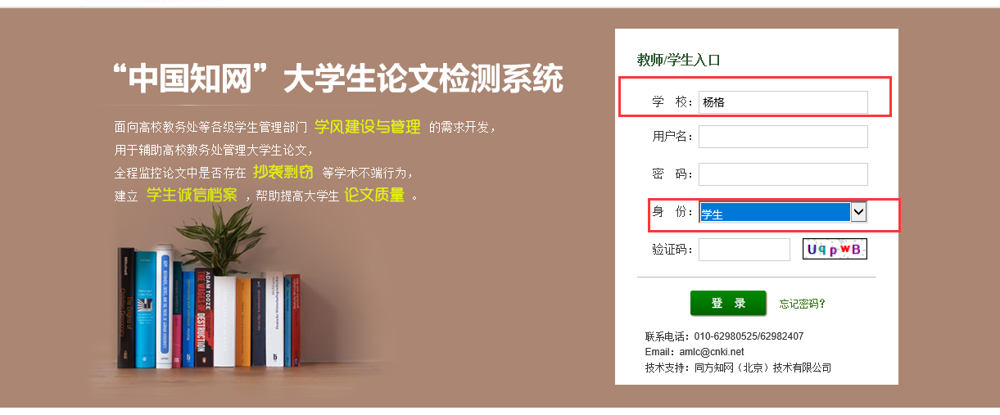 “中国知网”大学生论文检测系统
面向高校教务处等各级学生管理部门 学风建设与管理 的需求开发，
用于辅助高校教务处管理大学生论文，
全程监控论文中是否存在 抄袭剽窃 等学术不端行为，
建立 学生诚信档案 ，帮助提高大学生 论文质量 。
ADAM TOOZE
THE WAGES OF DESTRUCTION
教师/学生入口
学 校： 杨格
用户名：
密 码：
身 份： 学生
验证码： UqpwB
登 录 忘记密码？
联系电话：010-62980525/62982407
Email：amlc@cnki.net
技术支持：同方知网（北京）技术有限公司